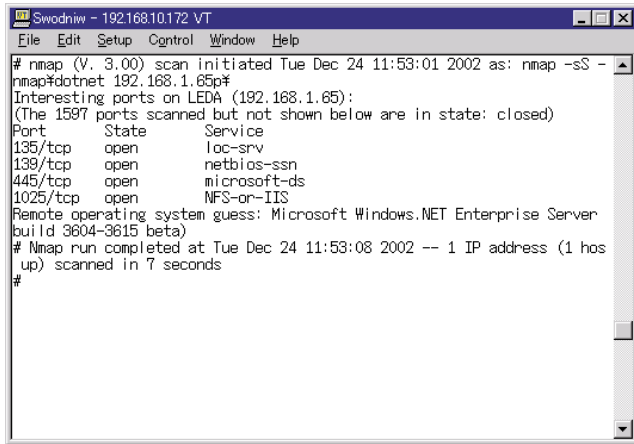 Swodniw - 192.168.10.172 VT
File Edit Setup Control Window Help
# nmap (V. 3.00) scan initiated Tue Dec 24 11:53:01 2002 as: nmap -sS -
nmap¥dotnet 192.168.1.65p¥
Interesting ports on LEDA (192.168.1.65):
(The 1597 ports scanned but not shown below are in state: closed)
Port State Service
135/tcp open loc-srv
139/tcp open netbios-ssn
445/tcp open microsoft-ds
1025/tcp open NFS-or-IIS
Remote operating system guess: Microsoft Windows.NET Enterprise Server
build 3604-3615 beta)
# Nmap run completed at Tue Dec 24 11:53:08 2002 -- 1 IP address (1 hos
up) scanned in 7 seconds
#